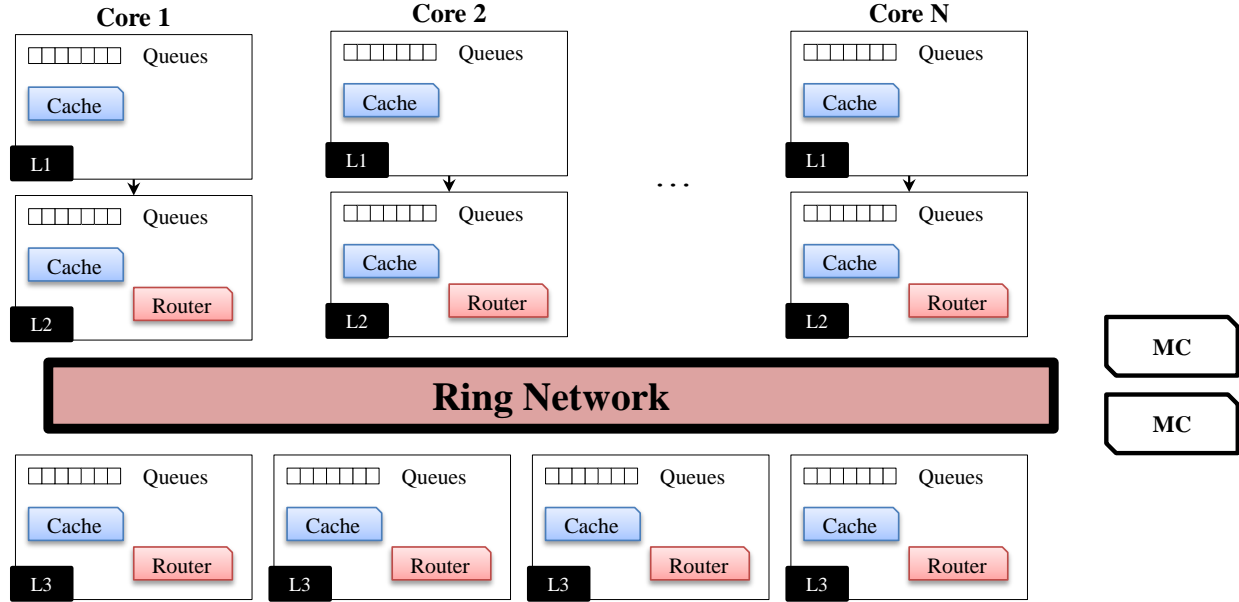 Core 1
Core 2
Core N
Queues
Cache
L1
Queues
Cache
L1
Queues
Cache
L1
. . .
Queues
Cache
Router
L2
Queues
Cache
Router
L2
Queues
Cache
Router
L2
Ring Network
MC
MC
Queues
Cache
Router
L3
Queues
Cache
Router
L3
Queues
Cache
Router
L3
Queues
Cache
Router
L3